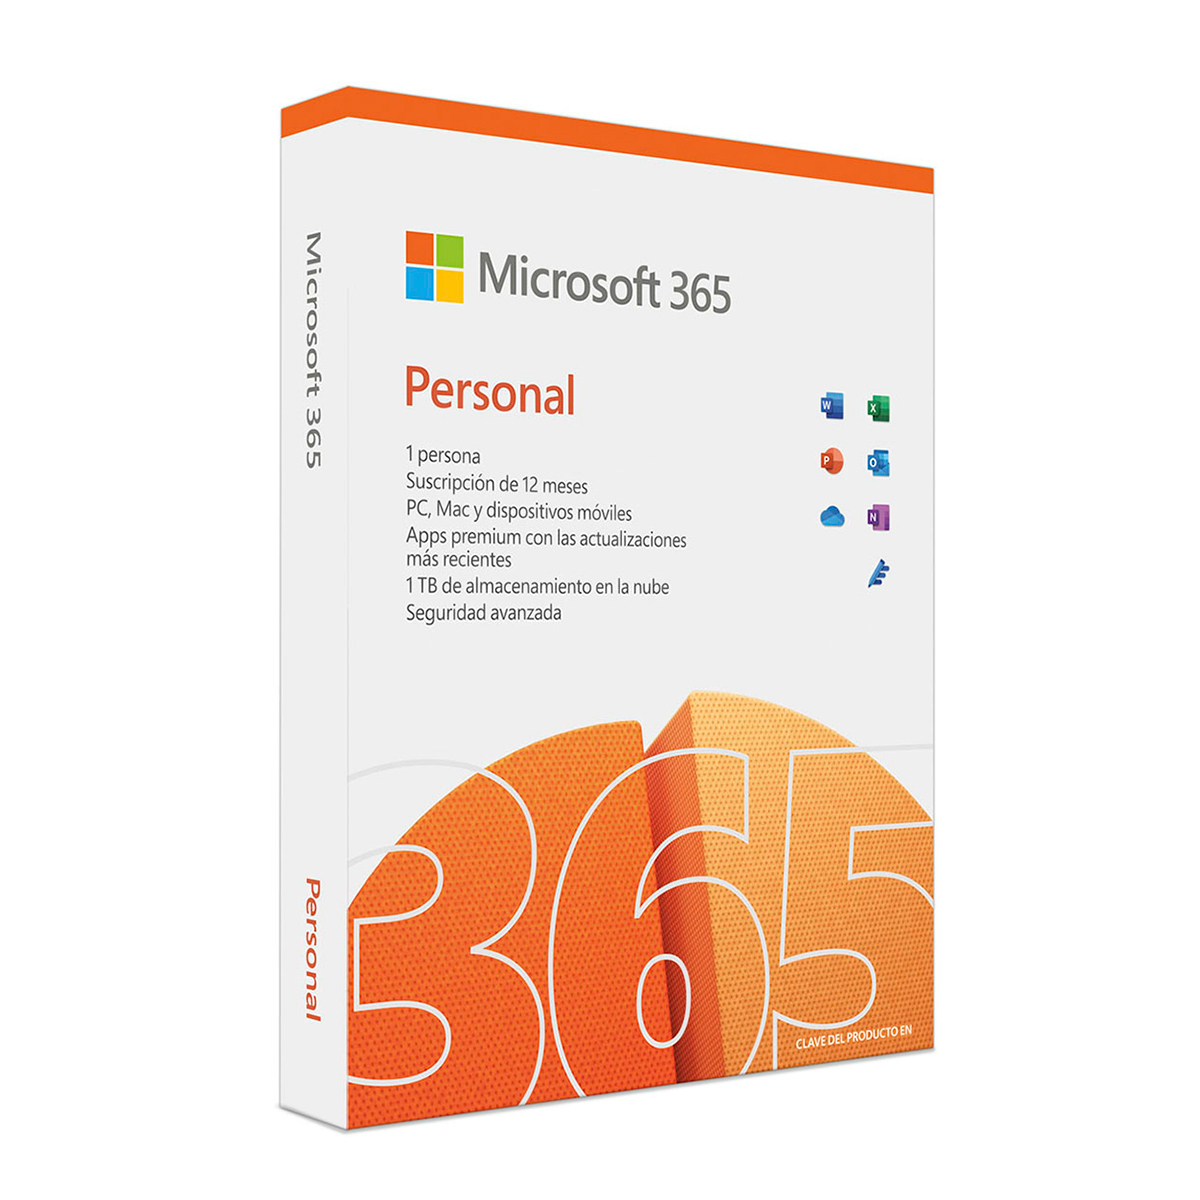 Microsoft 365
Personal
Microsoft 365
Personal
1 persona
Suscripción de 12 meses
PC, Mac y dispositivos móviles
Apps premium con las actualizaciones
más recientes
1 TB de almacenamiento en la nube
Seguridad avanzada
W
X
P
O
N
365
CLAVE DEL PRODUCTO EN